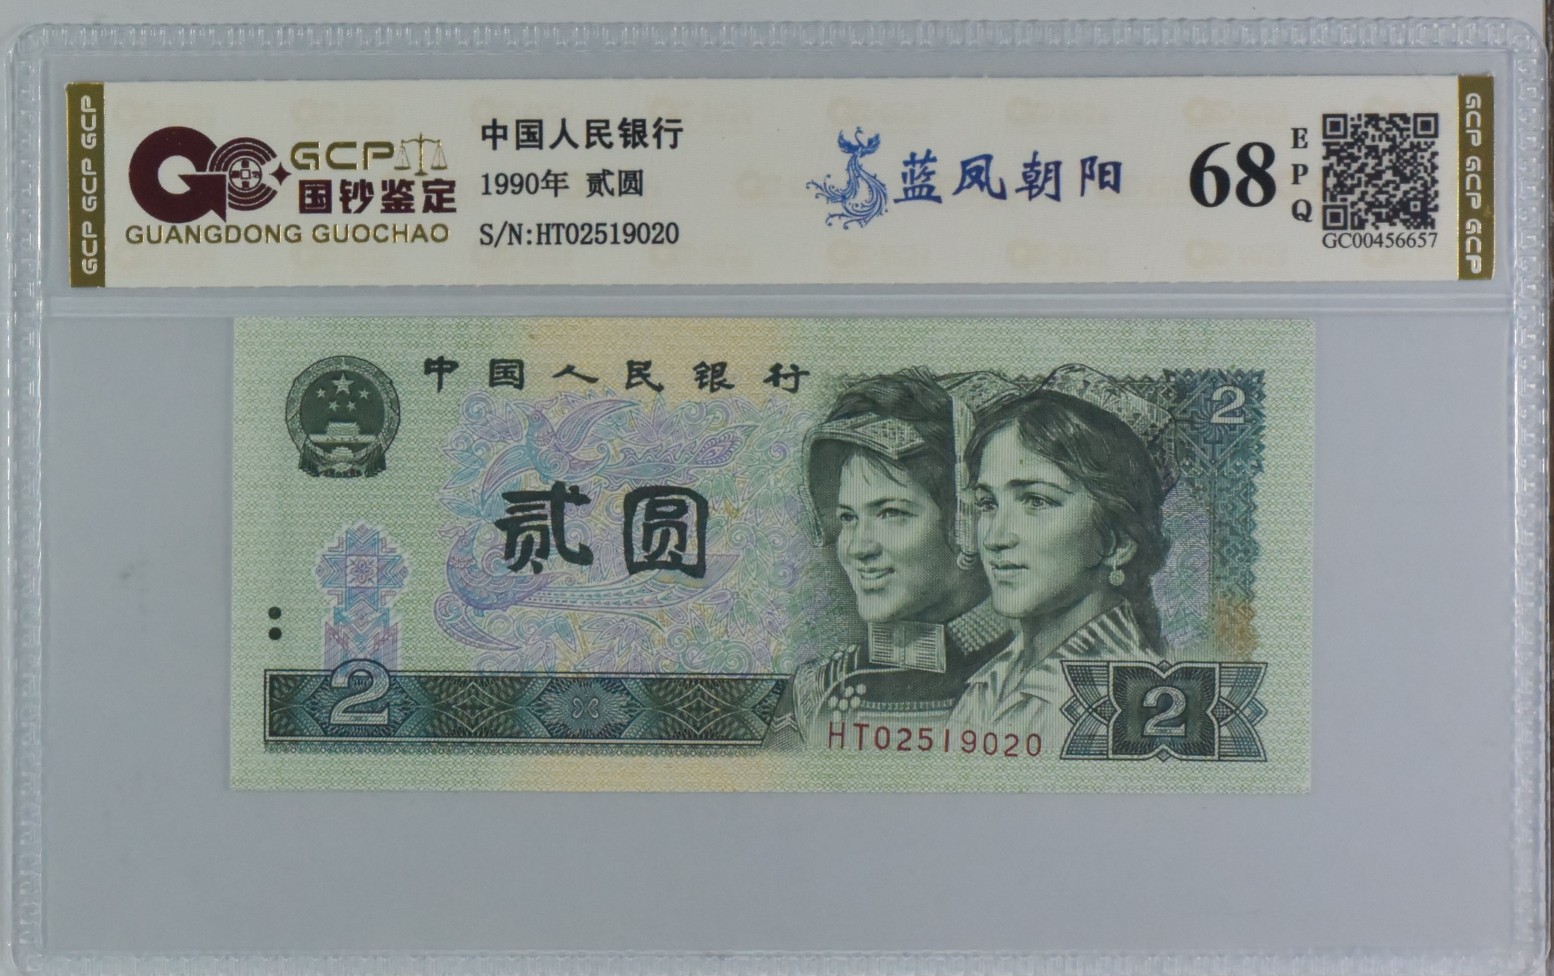 GCP GCP GCP
GCP
国钞鉴定
GUANGDONG GUOCHAO
中国人民银行
1990年 贰圆
S/N:HT02519020
蓝凤朝阳
68
EPQ
GC00456657
GCP GCP GCP
中国人民银行
2
贰圆
2
2
HT02519020